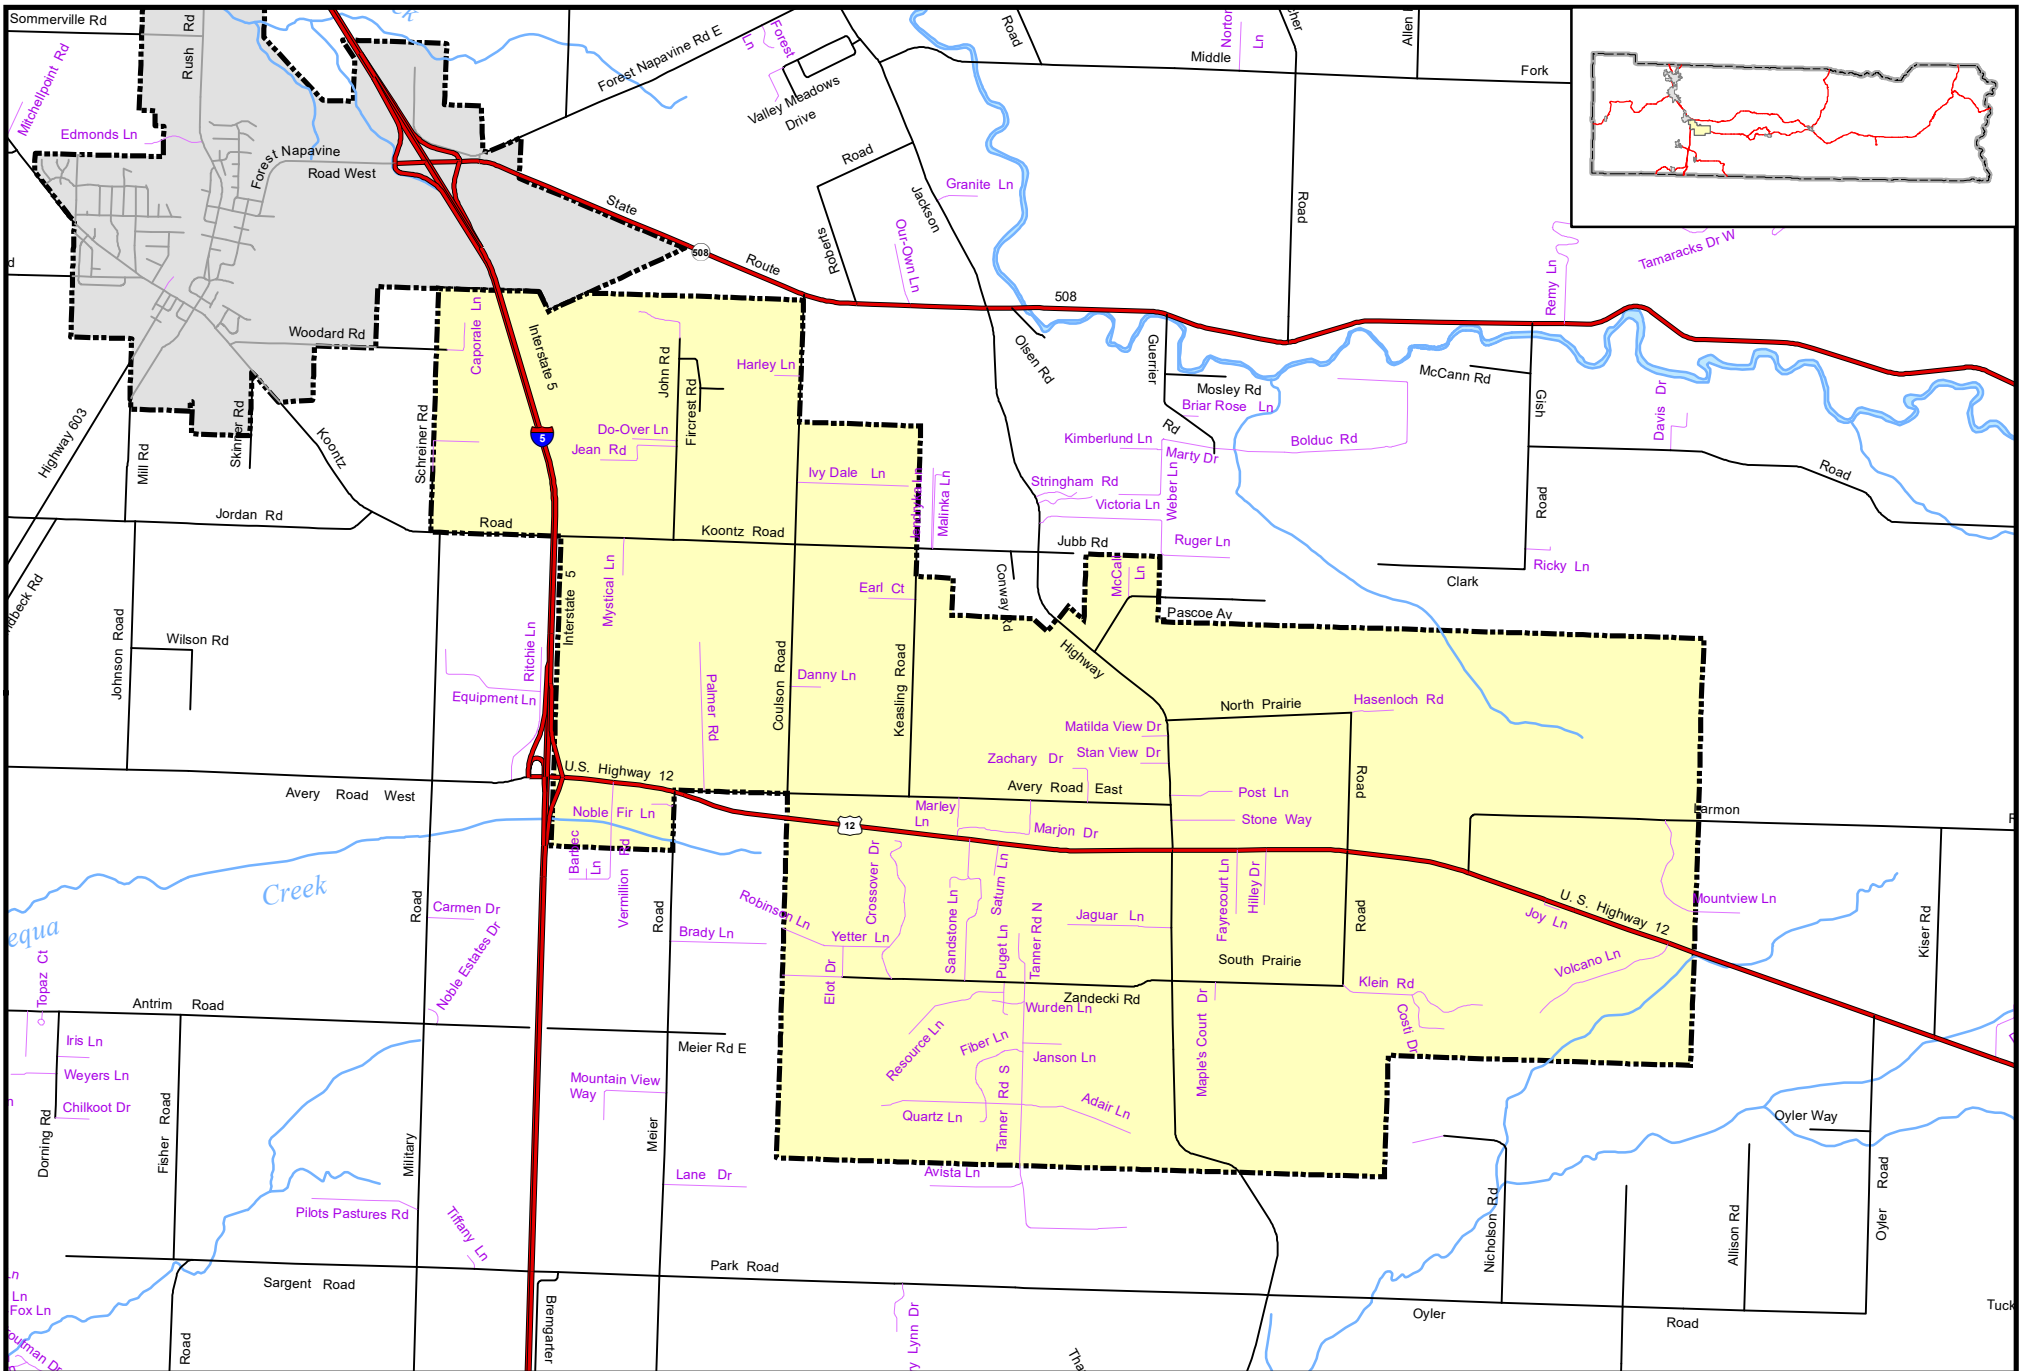 Sommerville Rd
Rush Rd
Mitchellpoint Rd
Edmonds Ln
Forest Napavine
Road West
Forest Napavine Rd E
Forest
Ln
Valley Meadows
Drive
Road
Norton
Ln
Middle
Fork
Allen
Road
Road
Roberts
Jackson
Granite Ln
Our-Own Ln
State
508
Route
508
Remy Ln
Tamaracks Dr W
Woodard Rd
Caporale Ln
Interstate 5
John Rd
Fircrest Rd
Harley Ln
Olsen Rd
Guerrier
Rd
Mosley Rd
Briar Rose Ln
McCann Rd
Gish
Road
Davis Dr
Highway 603
Mill Rd
Skinner Rd
Koontz
Schreiner Rd
5
Do-Over Ln
Jean Rd
Ivy Dale Ln
Malinka Ln
Kimberlund Ln
Marty Dr
Bolduc Rd
Stringham Rd
Weber Ln
Victoria Ln
Road
Jordan Rd
Road
Koontz Road
Jubb Rd
Ruger Ln
Ricky Ln
Clark
Mystical Ln
Interstate 5
Earl Ct
Conway Rd
Ln
Pascoe Av
Highway
Johnson Road
Wilson Rd
Ritchie Ln
Equipment Ln
Palmer Rd
Coulson Road
Danny Ln
Keasling Road
North Prairie
Hasenloch Rd
Matilda View Dr
Zachary Dr
Stan View Dr
Road
U.S. Highway 12
Avery Road West
Avery Road East
Post Ln
Stone Way
Noble Fir Ln
12
Marley
Ln
Marjon Dr
Ln
Vermillion Rd
Creek
Road
Carmen Dr
Noble Estates Dr
Road
Brady Ln
Robinson Ln
Crossover Dr
Yetter Ln
Sandstone Ln
Saturn Ln
Puget Ln
Tanner Rd N
Jaguar Ln
Fayrecourt Ln
Hilley Dr
Road
U. S. Highway 12
Joy Ln
Mountview Ln
Kiser Rd
Volcano Ln
South Prairie
Elot Dr
Zandecki Rd
Klein Rd
Topaz Ct
Antrim Road
Iris Ln
Weyers Ln
Chilkoot Dr
Dorning Rd
Fisher Road
Military
Meier Rd E
Mountain View
Way
Meier
Resource Ln
Wurden Ln
Fiber Ln
Janson Ln
Maple's Court Dr
Costi Dr
Quartz Ln
Tanner Rd S
Adair Ln
Oyler Way
Lane Dr
Avista Ln
Pilots Pastures Rd
Tiffany Ln
Nicholson Rd
Allison Rd
Oyler Road
Sargent Road
Park Road
Oyler
Road
Ln
Fox Ln
Road
Bremgarter
Lynn Dr